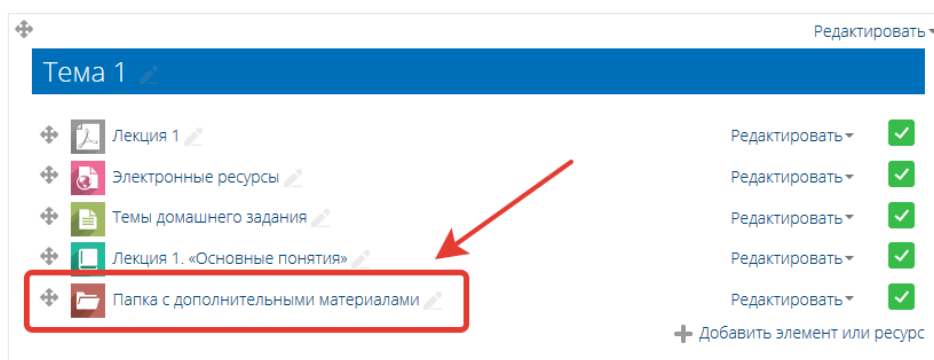 Редактировать
Тема 1
Лекция 1 Редактировать
Электронные ресурсы Редактировать
Темы домашнего задания Редактировать
Лекция 1. «Основные понятия» Редактировать
Папка с дополнительными материалами Редактировать
Добавить элемент или ресурс